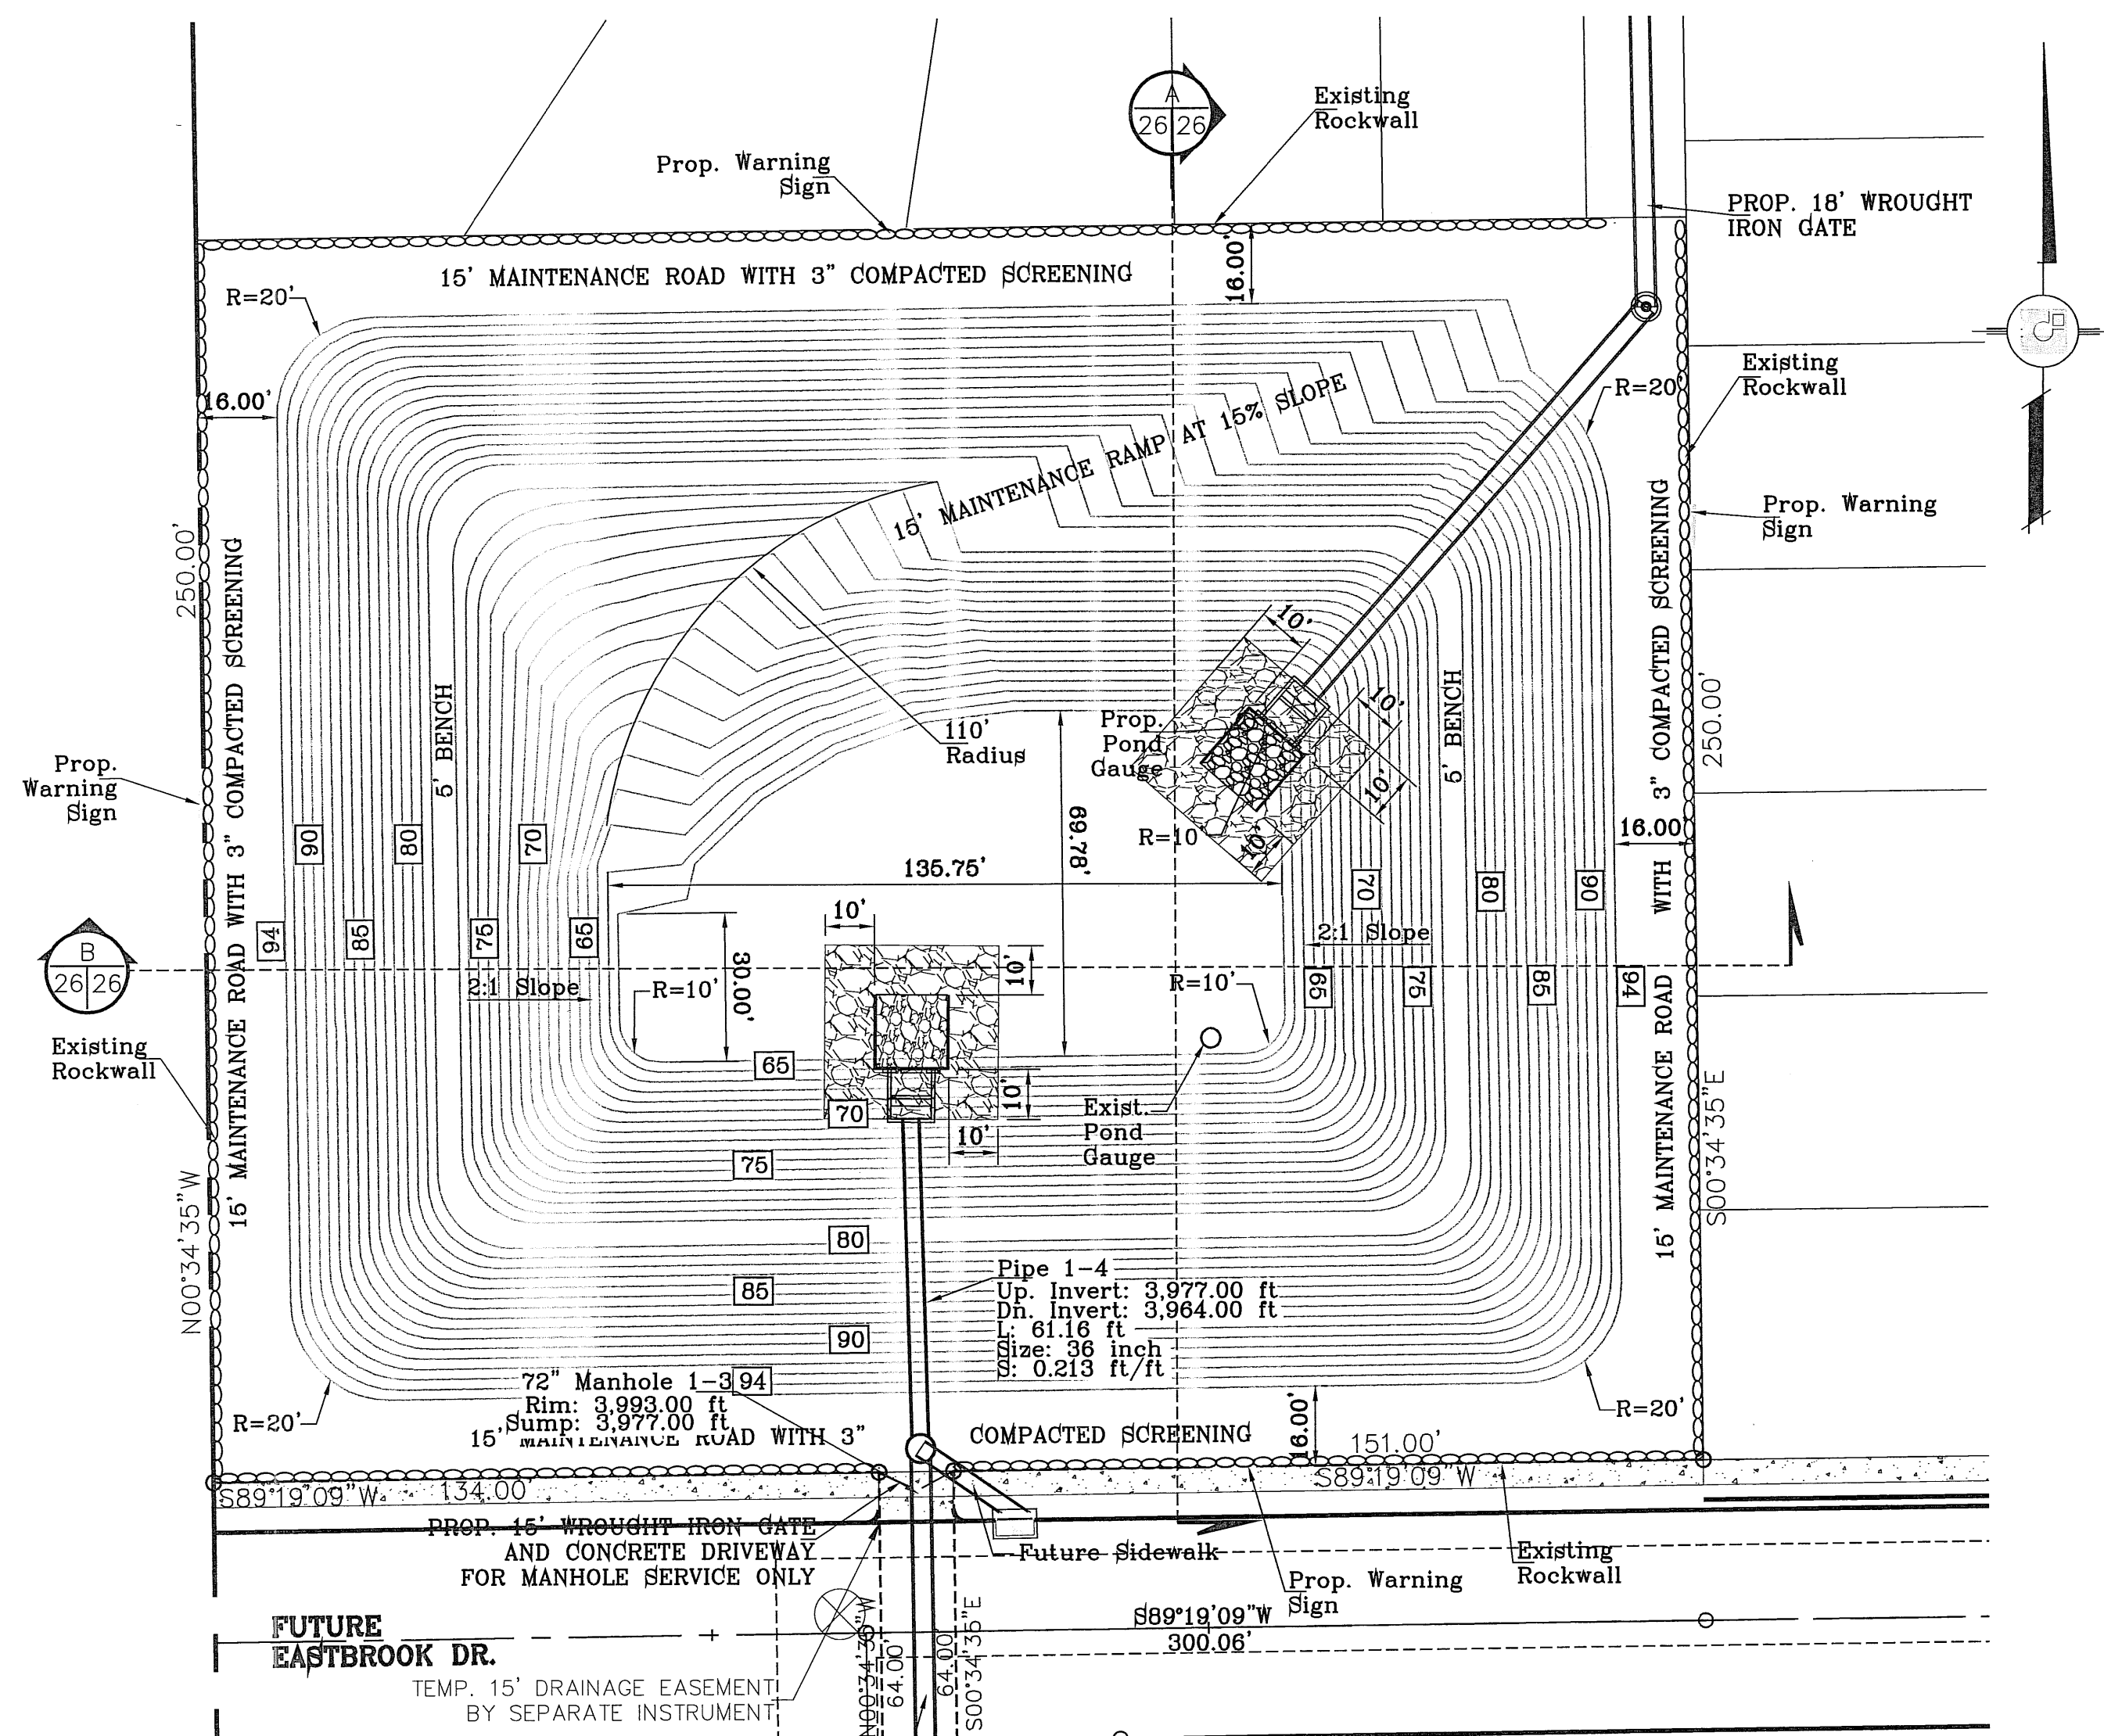 A
26 26
Existing
Rockwall
Prop. Warning
Sign
PROP. 18' WROUGHT
IRON GATE
15' MAINTENANCE ROAD WITH 3" COMPACTED SCREENING
16.00'
R=20'
16.00'
R=20'
Existing
Rockwall
15' MAINTENANCE RAMP AT 15% SLOPE
Prop. Warning
Sign
250.00'
15' MAINTENANCE ROAD WITH 3" COMPACTED SCREENING
5' BENCH
10'
10'
10'
10'
Prop.
Pond
Gauge
R=10'
110'
Radius
5' BENCH
15' MAINTENANCE ROAD WITH 3" COMPACTED SCREENING
250.00'
Prop.
Warning
Sign
90
80
70
69.78'
135.75'
16.00'
70
80
90
94
85
75
65
2:1 Slope
B
26 26
10'
10'
30.00'
R=10'
R=10'
2:1 Slope
65
75
85
94
Existing
Rockwall
65
70
10'
10'
Exist.
Pond
Gauge
75
80
85
90
94
N00°34'35"W
S00°34'35"E
Pipe 1-4
Up. Invert: 3,977.00 ft
Dn. Invert: 3,964.00 ft
L: 61.16 ft
Size: 36 inch
S: 0.213 ft/ft
72" Manhole 1-3
Rim: 3,993.00 ft
Sump: 3,977.00 ft
R=20'
R=20'
15' MAINTENANCE ROAD WITH 3" COMPACTED SCREENING
16.00'
151.00'
S89°19'09"W
S89°19'09"W
134.00'
PROP. 15' WROUGHT IRON GATE
AND CONCRETE DRIVEWAY
FOR MANHOLE SERVICE ONLY
Future Sidewalk
Existing
Rockwall
Prop. Warning
Sign
FUTURE
EASTBROOK DR.
S89°19'09"W
300.06'
N00°34'35"W
64.00'
64.00'
S00°34'35"E
TEMP. 15' DRAINAGE EASEMENT
BY SEPARATE INSTRUMENT